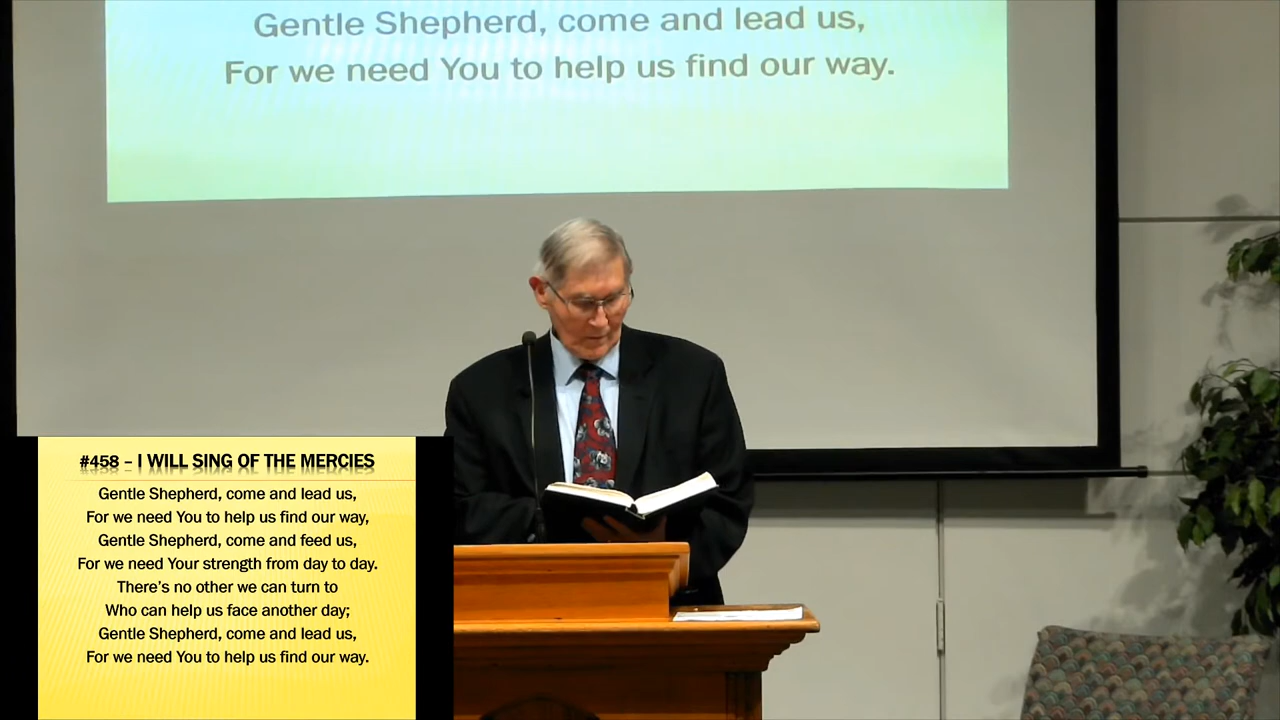 Gentle Shepherd, come and lead us,
For we need You to help us find our way.
#458 – I WILL SING OF THE MERCIES
Gentle Shepherd, come and lead us,
For we need You to help us find our way,
Gentle Shepherd, come and feed us,
For we need Your strength from day to day.
There's no other we can turn to
Who can help us face another day;
Gentle Shepherd, come and lead us,
For we need You to help us find our way.